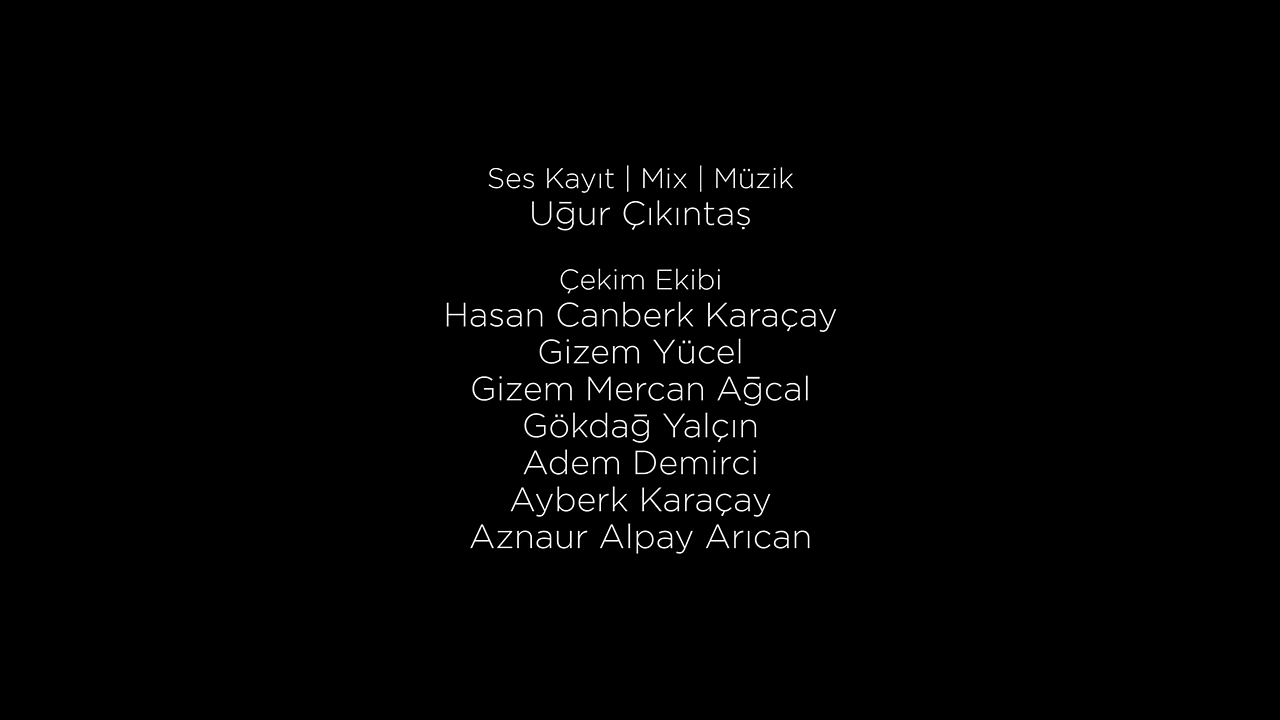 Ses Kayıt | Mix | Müzik
Uğur Çıkıntaş
Çekim Ekibi
Hasan Canberk Karaçay
Gizem Yücel
Gizem Mercan Ağcal
Gökdağ Yalçın
Adem Demirci
Ayberk Karaçay
Aznaur Alpay Arıcan